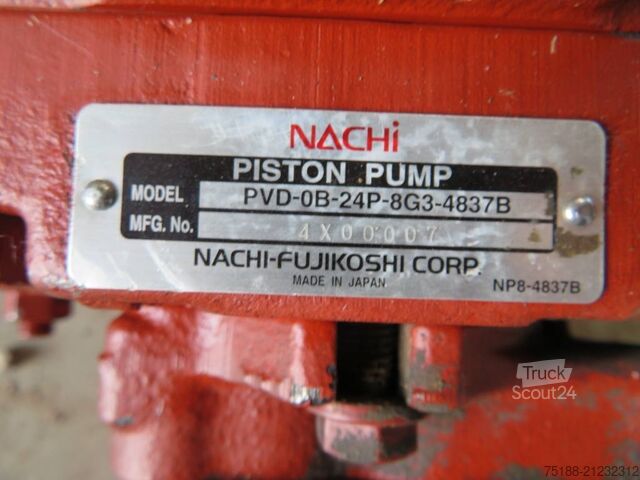 NACHi
PISTON PUMP
MODEL PVD-0B-24P-8G3-4837B
MFG. No. 4X00007
NACHI-FUJIKOSHI CORP.
MADE IN JAPAN NP8-4837B
Truck
Scout24
75188-21232312